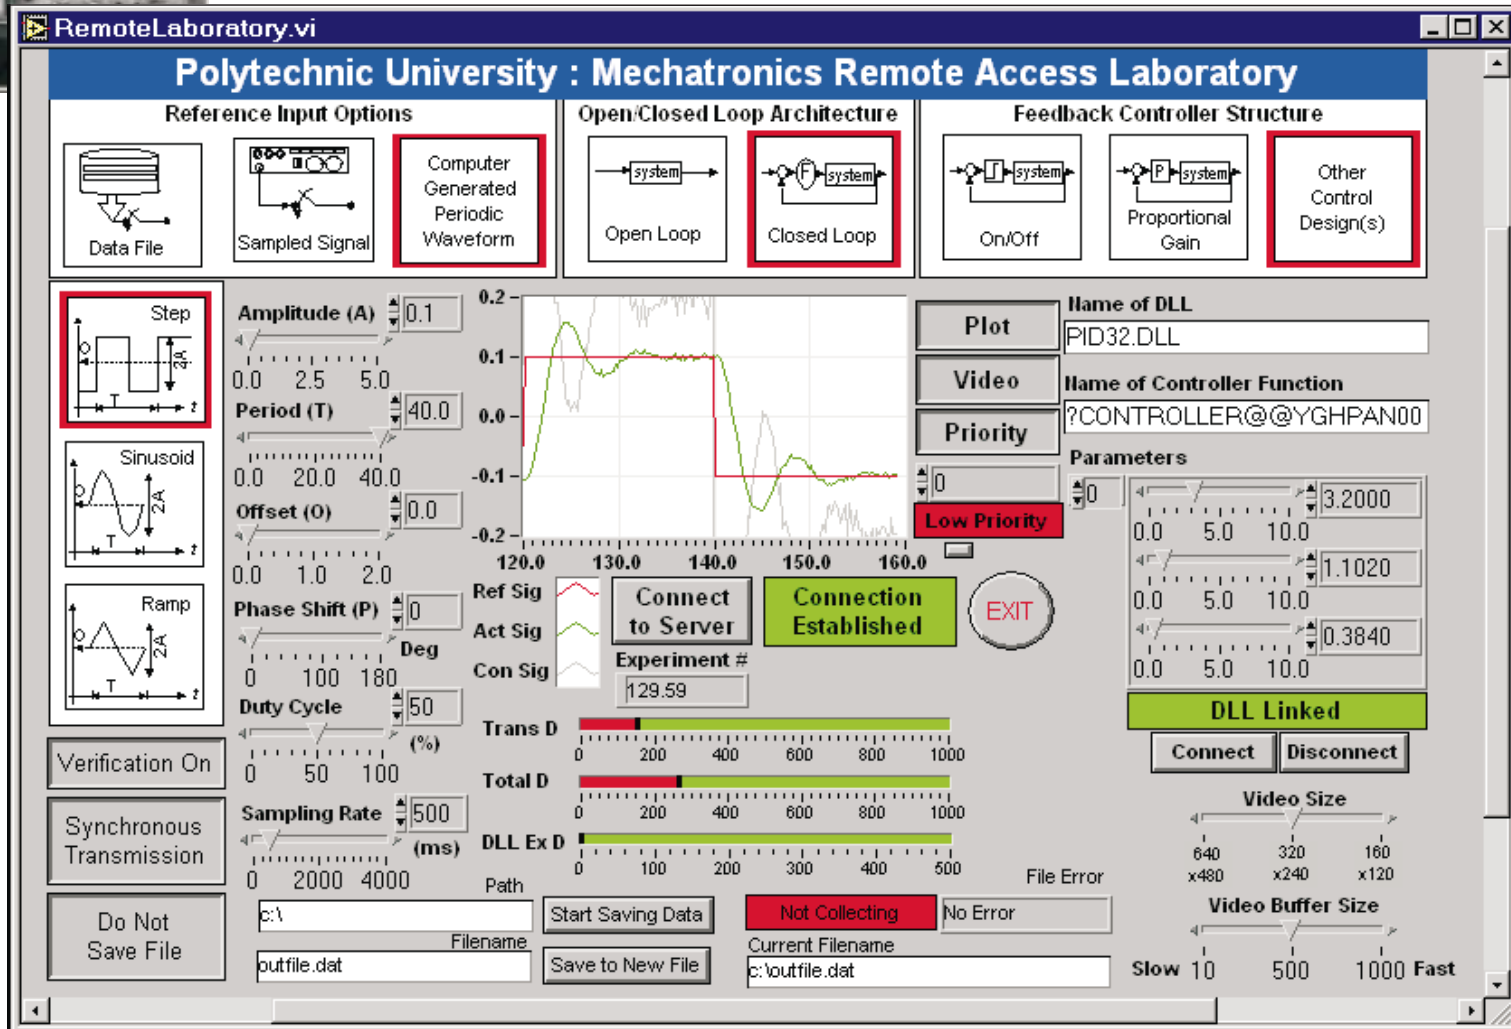 RemoteLaboratory.vi
Polytechnic University : Mechatronics Remote Access Laboratory
Reference Input Options
Data File
Sampled Signal
Computer
Generated
Periodic
Waveform
Open/Closed Loop Architecture
system
Open Loop
F system
Closed Loop
Feedback Controller Structure
system
On/Off
P system
Proportional
Gain
Other
Control
Design(s)
Step
O
2A
T
t
Sinusoid
O
2A
T
t
Ramp
O
2A
T
t
Verification On
Synchronous
Transmission
Do Not
Save File
Amplitude (A) 0.1
0.0 2.5 5.0
Period (T) 40.0
0.0 20.0 40.0
Offset (O) 0.0
0.0 1.0 2.0
Phase Shift (P) 0
Deg
0 100 180
Duty Cycle 50
(%)
0 50 100
Sampling Rate 500
(ms)
0 2000 4000
0.2
0.1
0.0
-0.1
-0.2
120.0 130.0 140.0 150.0 160.0
Ref Sig
Act Sig
Con Sig
Connect
to Server
Connection
Established
EXIT
Experiment #
129.59
Trans D
0 200 400 600 800 1000
Total D
0 200 400 600 800 1000
DLL Ex D
0 100 200 300 400 500
Path
c:\
Filename
outfile.dat
Start Saving Data
Save to New File
Not Collecting
File Error
No Error
Current Filename
c:\outfile.dat
Plot
Video
Priority
0
Low Priority
Name of DLL
PID32.DLL
Name of Controller Function
?CONTROLLER@@YGHPAN00
Parameters
0
3.2000
0.0 5.0 10.0
1.1020
0.0 5.0 10.0
0.3840
0.0 5.0 10.0
DLL Linked
Connect Disconnect
Video Size
640 320 160
x480 x240 x120
Video Buffer Size
Slow 10 500 1000 Fast